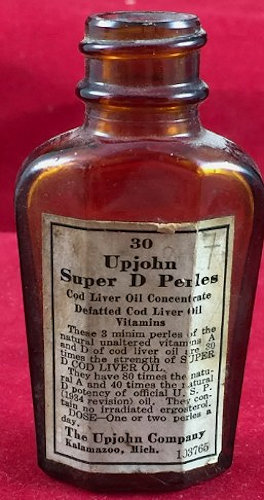 30
Upjohn
Super D Perles
Cod Liver Oil Concentrate
Defatted Cod Liver Oil
Vitamins
These 3 minim perles of the
natural unaltered vitamins A
and D of cod liver oil are 20
times the strength of SUPER
D COD LIVER OIL.
They have 80 times the natu-
ral A and 40 times the natural
D potency of official U. S. P.
(1934 revision) oil. They con-
tain no irradiated ergosterol.
DOSE—One or two perles a
day.
The Upjohn Company
Kalamazoo, Mich.
103765